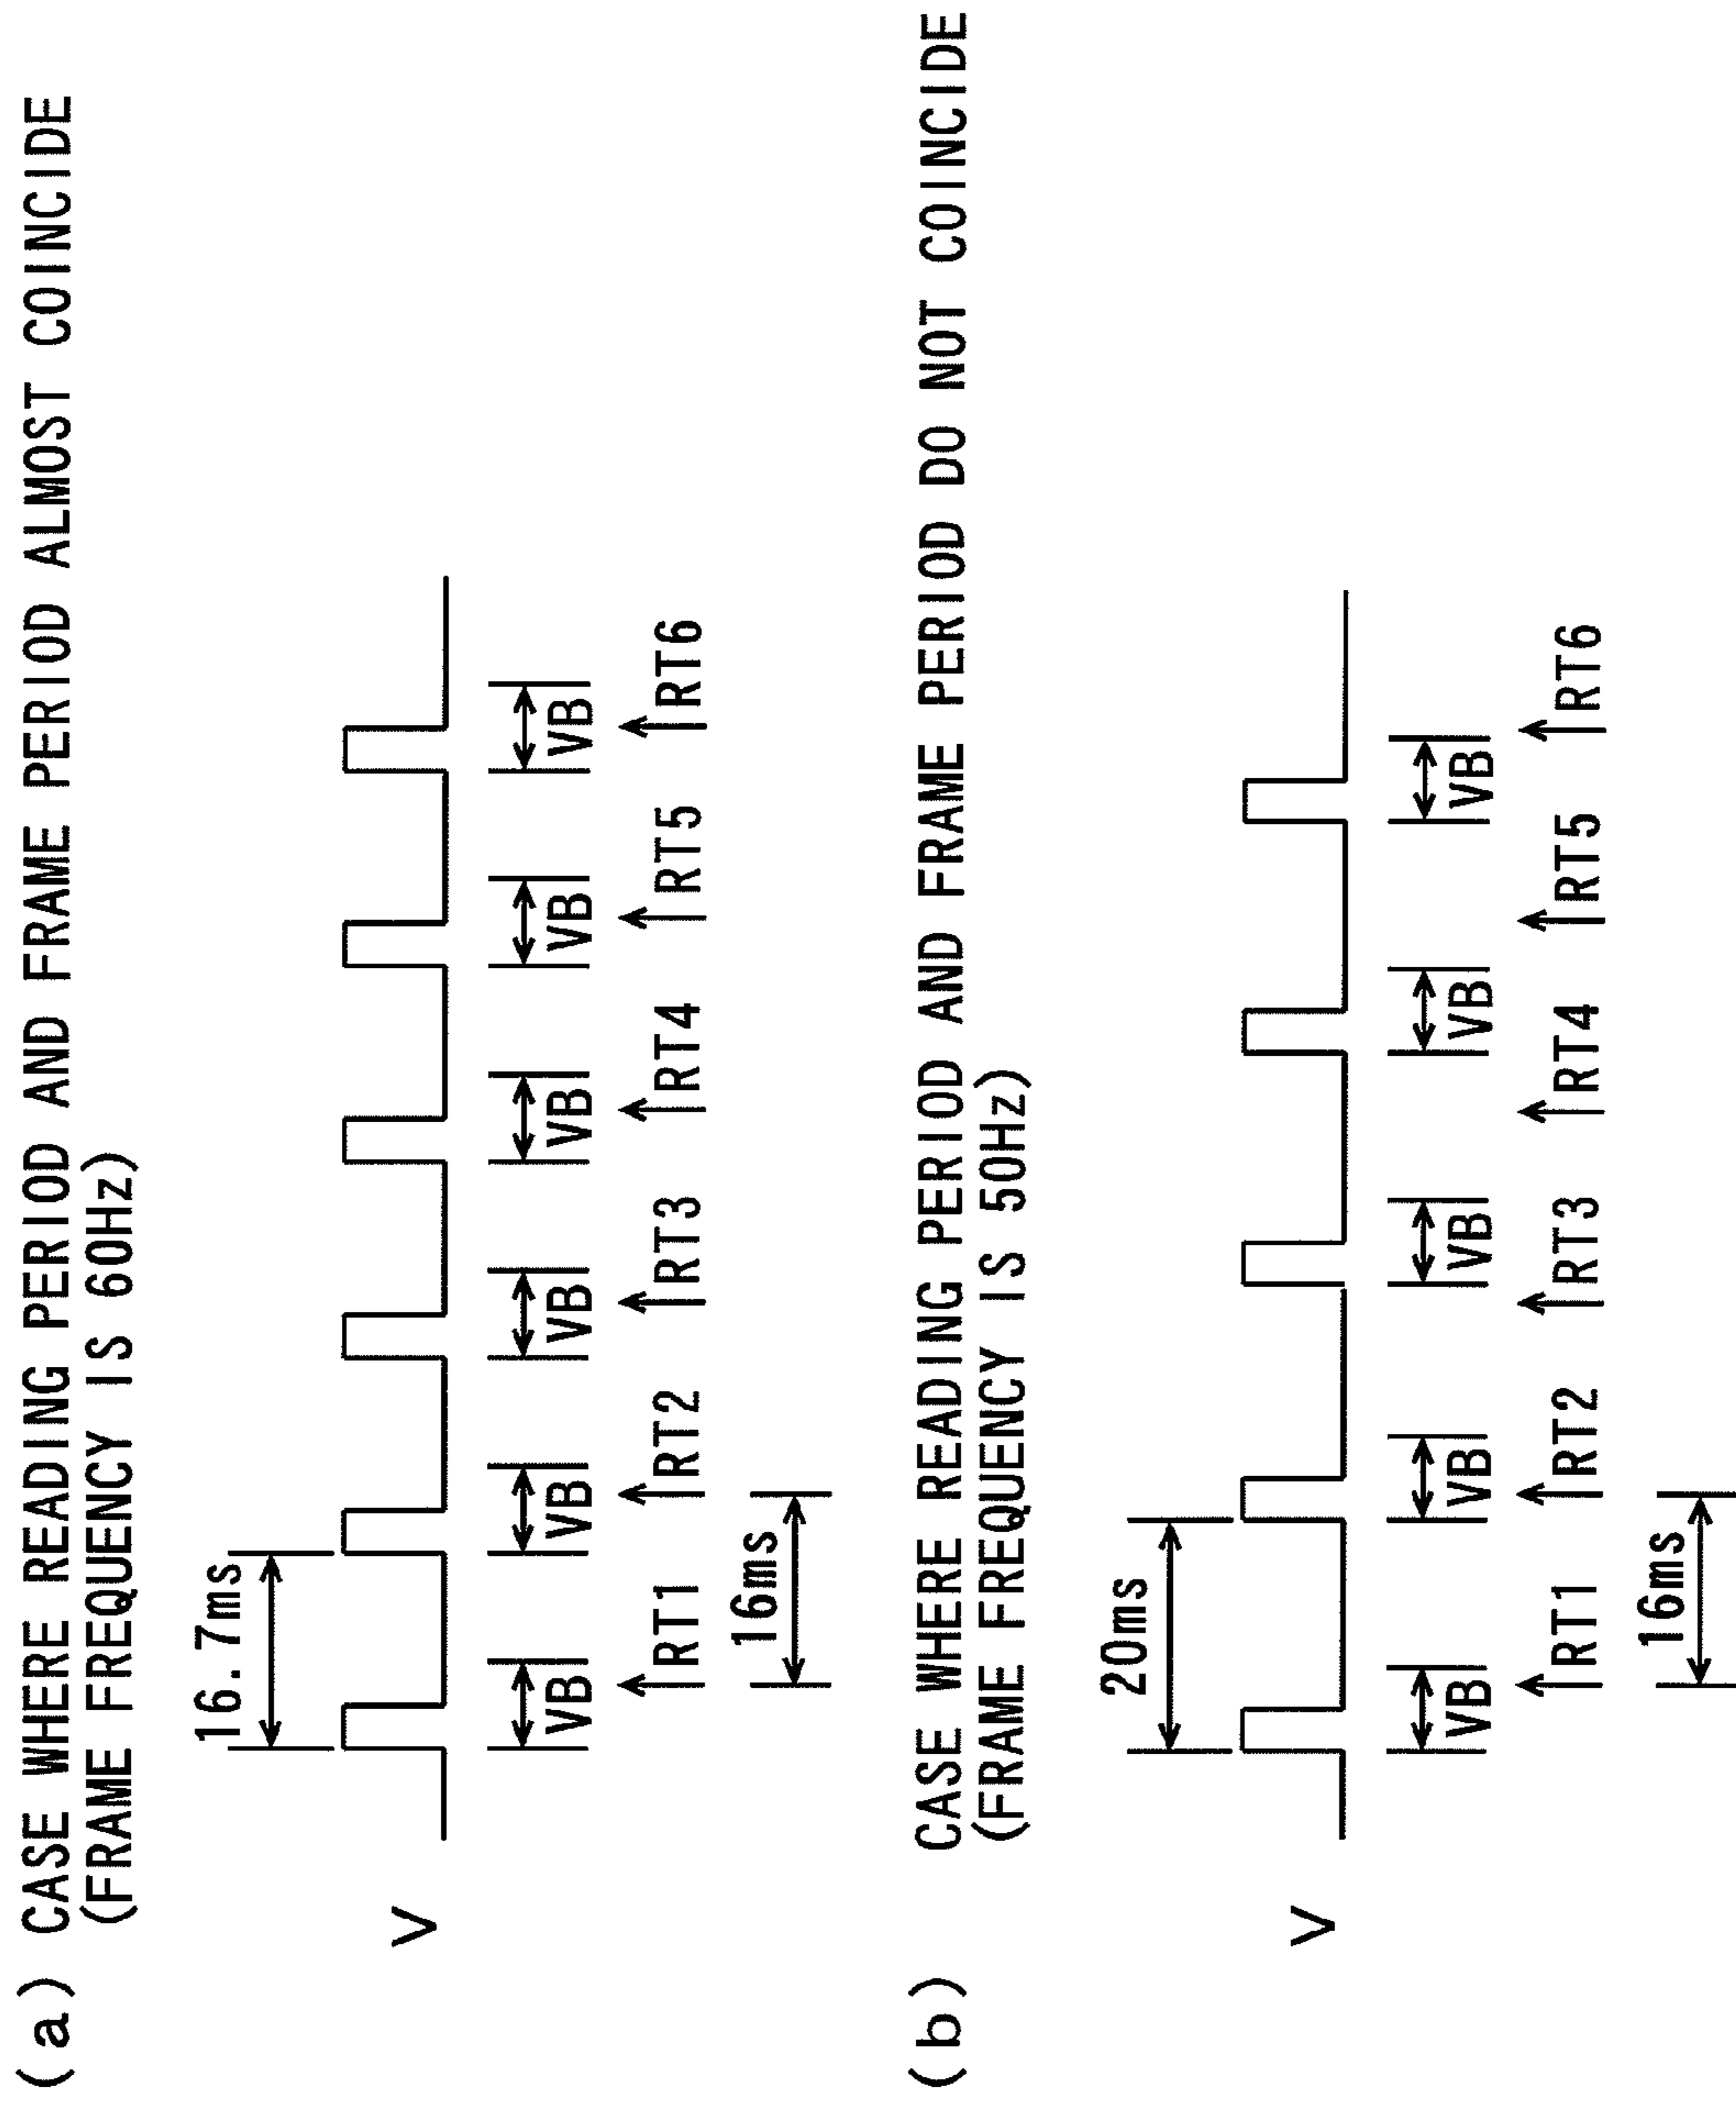 (a) CASE WHERE READING PERIOD AND FRAME PERIOD ALMOST COINCIDE
(FRAME FREQUENCY IS 60Hz)
16.7ms
V
VB VB VB VB VB VB
RT1 RT2 RT3 RT4 RT5 RT6
16ms
(b) CASE WHERE READING PERIOD AND FRAME PERIOD DO NOT COINCIDE
(FRAME FREQUENCY IS 50Hz)
20ms
V
VB VB VB VB VB
RT1 RT2 RT3 RT4 RT5 RT6
16ms